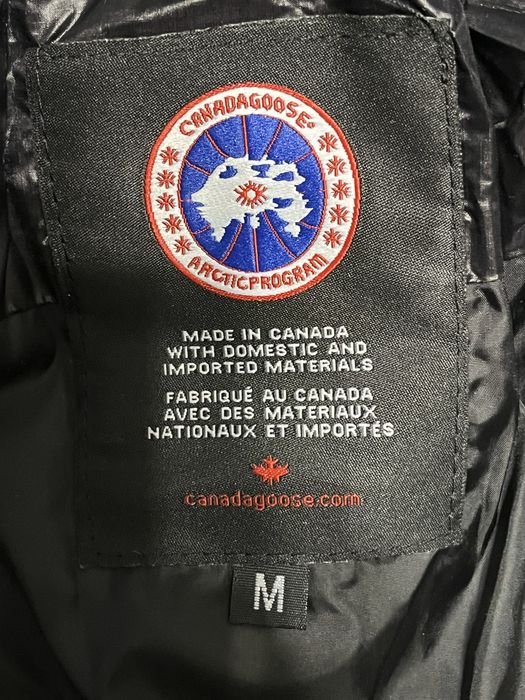 CANADA GOOSE®
ARCTIC PROGRAM
MADE IN CANADA
WITH DOMESTIC AND
IMPORTED MATERIALS
FABRIQUÉ AU CANADA
AVEC DES MATERIAUX
NATIONAUX ET IMPORTÉS
canadagoose.com
M